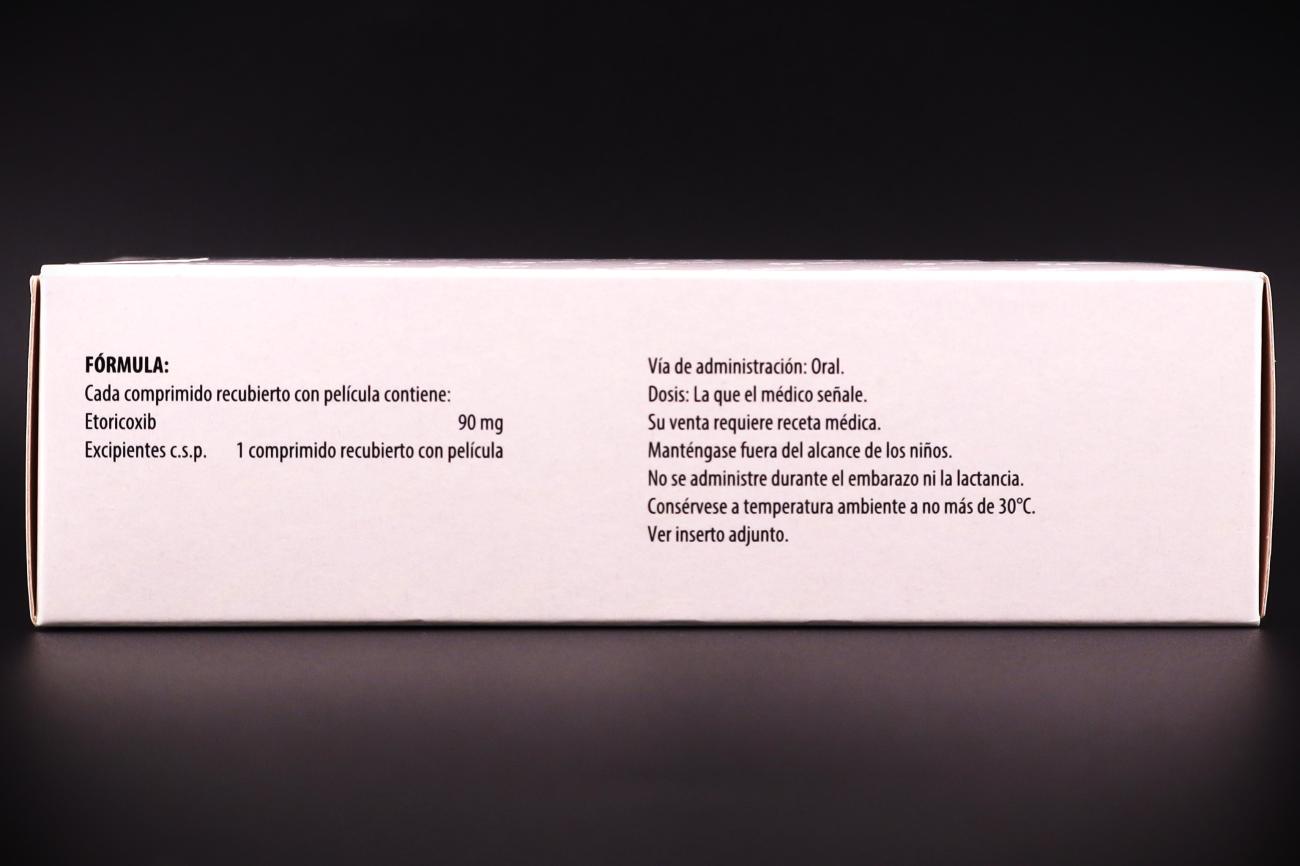 FÓRMULA:
Cada comprimido recubierto con película contiene:
Etoricoxib 90 mg
Excipientes c.s.p. 1 comprimido recubierto con película
Vía de administración: Oral.
Dosis: La que el médico señale.
Su venta requiere receta médica.
Manténgase fuera del alcance de los niños.
No se administre durante el embarazo ni la lactancia.
Consérvese a temperatura ambiente a no más de 30°C.
Ver inserto adjunto.